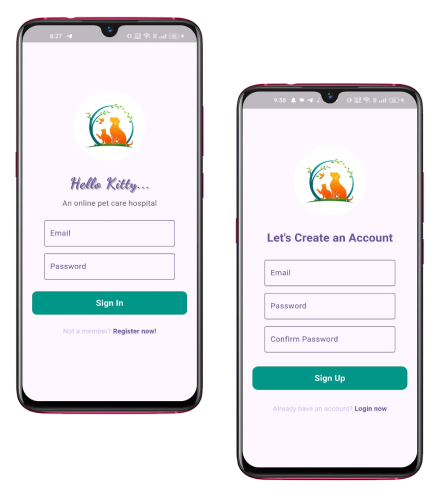 8:27
Hello Kitty...
An online pet care hospital
Email
Password
Sign In
Not a member? Register now!
9:36
Let's Create an Account
Email
Password
Confirm Password
Sign Up
Already have an account? Login now